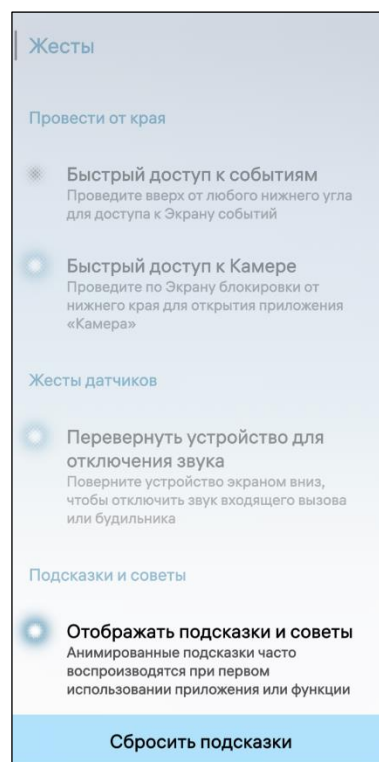 Жесты
Провести от края
Быстрый доступ к событиям
Проведите вверх от любого нижнего угла
для доступа к Экрану событий
Быстрый доступ к Камере
Проведите по Экрану блокировки от
нижнего края для открытия приложения
«Камера»
Жесты датчиков
Перевернуть устройство для
отключения звука
Поверните устройство экраном вниз,
чтобы отключить звук входящего вызова
или будильника
Подсказки и советы
Отображать подсказки и советы
Анимированные подсказки часто
воспроизводятся при первом
использовании приложения или функции
Сбросить подсказки